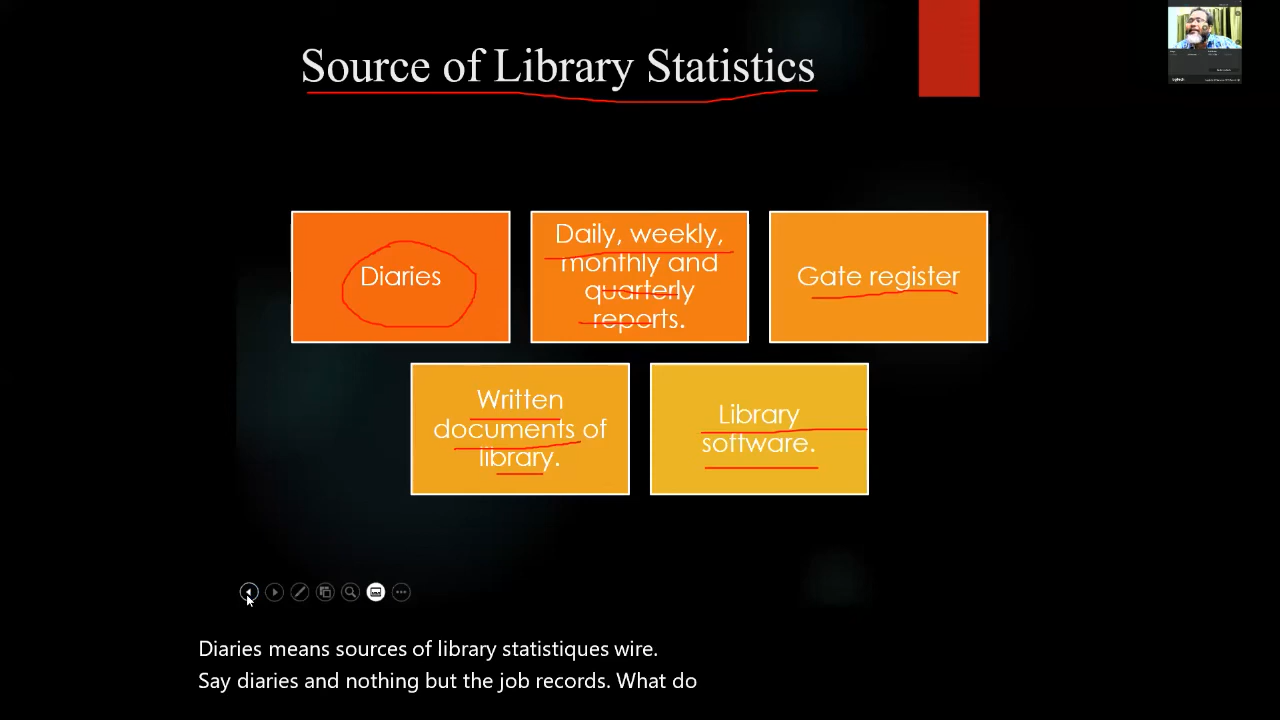 Source of Library Statistics
Diaries
Daily, weekly,
monthly and
quarterly
reports.
Gate register
Written
documents of
library.
Library
software.
Diaries means sources of library statistiques wire.
Say diaries and nothing but the job records. What do